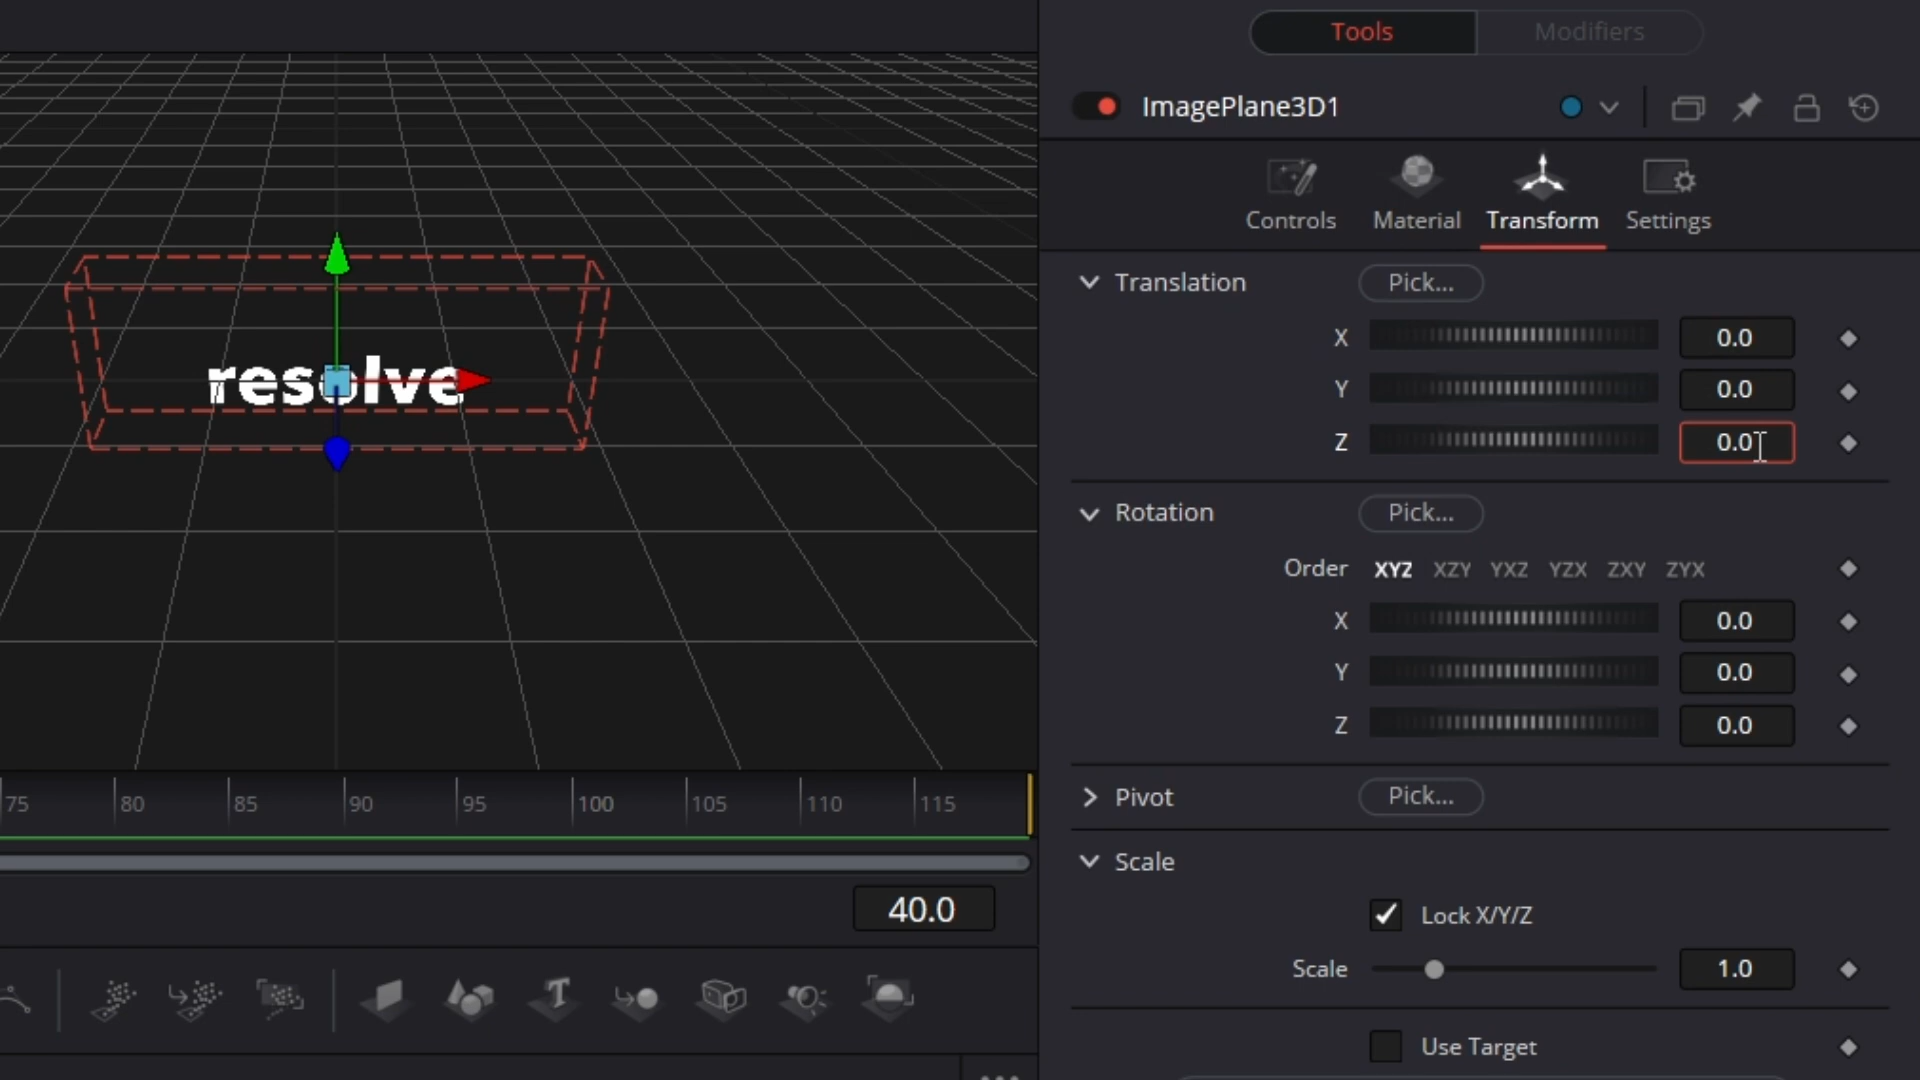 Tools Modifiers
ImagePlane3D1
Controls Material Transform Settings
Translation Pick...
X 0.0
Y 0.0
Z 0.0
Rotation Pick...
Order XYZ XZY YXZ YZX ZXY ZYX
X 0.0
Y 0.0
Z 0.0
Pivot Pick...
Scale
Lock X/Y/Z
Scale 1.0
Use Target
resolve
75 80 85 90 95 100 105 110 115
40.0
T